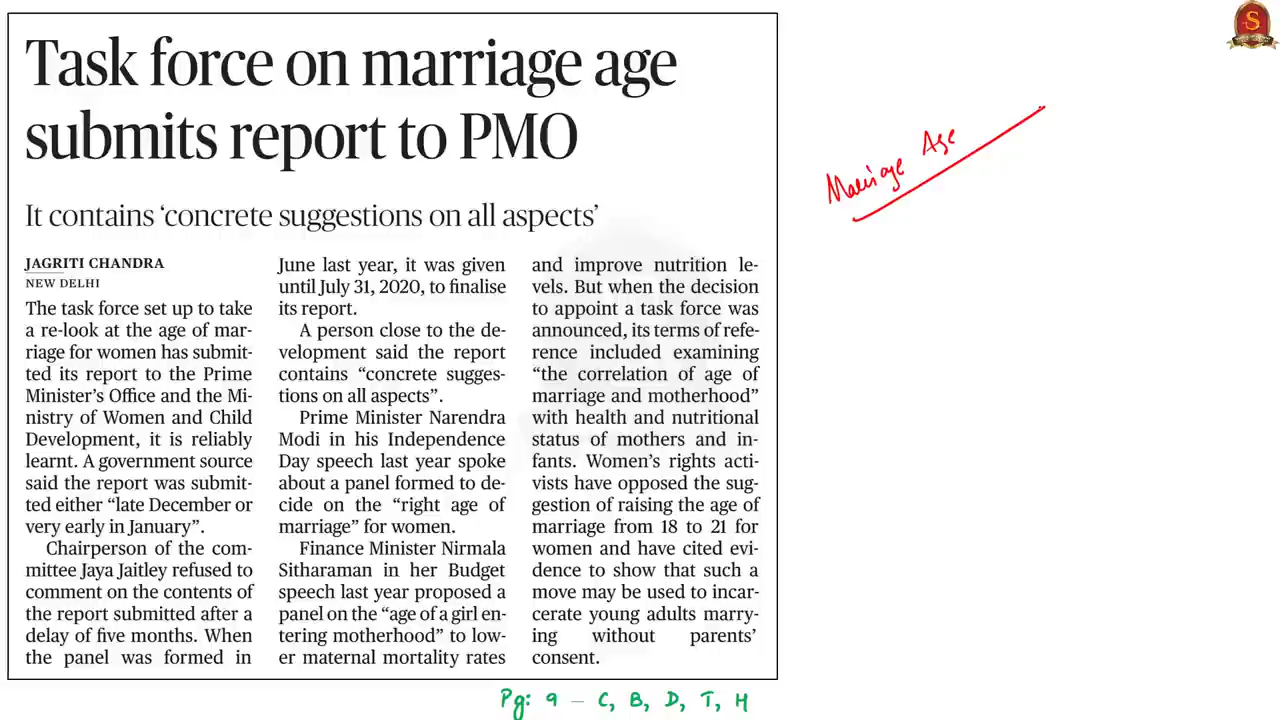 Task force on marriage age
submits report to PMO
It contains ‘concrete suggestions on all aspects’
JAGRITI CHANDRA
NEW DELHI
The task force set up to take
a re-look at the age of mar-
riage for women has submit-
ted its report to the Prime
Minister’s Office and the Mi-
nistry of Women and Child
Development, it is reliably
learnt. A government source
said the report was submit-
ted either “late December or
very early in January”.
Chairperson of the com-
mittee Jaya Jaitley refused to
comment on the contents of
the report submitted after a
delay of five months. When
the panel was formed in
June last year, it was given
until July 31, 2020, to finalise
its report.
A person close to the de-
velopment said the report
contains “concrete sugges-
tions on all aspects”.
Prime Minister Narendra
Modi in his Independence
Day speech last year spoke
about a panel formed to de-
cide on the “right age of
marriage” for women.
Finance Minister Nirmala
Sitharaman in her Budget
speech last year proposed a
panel on the “age of a girl en-
tering motherhood” to low-
er maternal mortality rates
and improve nutrition le-
vels. But when the decision
to appoint a task force was
announced, its terms of refe-
rence included examining
“the correlation of age of
marriage and motherhood”
with health and nutritional
status of mothers and in-
fants. Women’s rights acti-
vists have opposed the sug-
gestion of raising the age of
marriage from 18 to 21 for
women and have cited evi-
dence to show that such a
move may be used to incar-
cerate young adults marry-
ing without parents’
consent.
Marriage Age
S
Pg: 9 – C, B, D, T, H